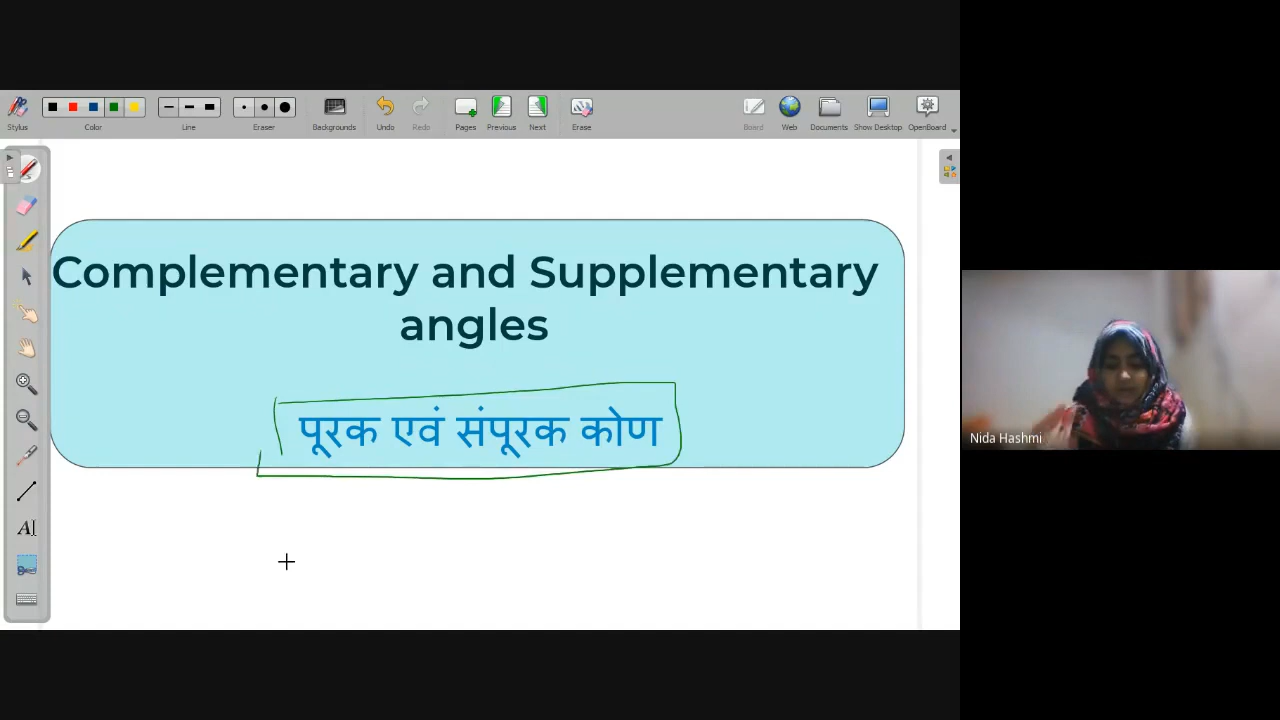 Stylus Color Line Eraser Backgrounds Undo Redo Pages Previous Next Erase Board Web Documents Show Desktop OpenBoard
Complementary and Supplementary
angles
पूरक एवं संपूरक कोण
Nida Hashmi